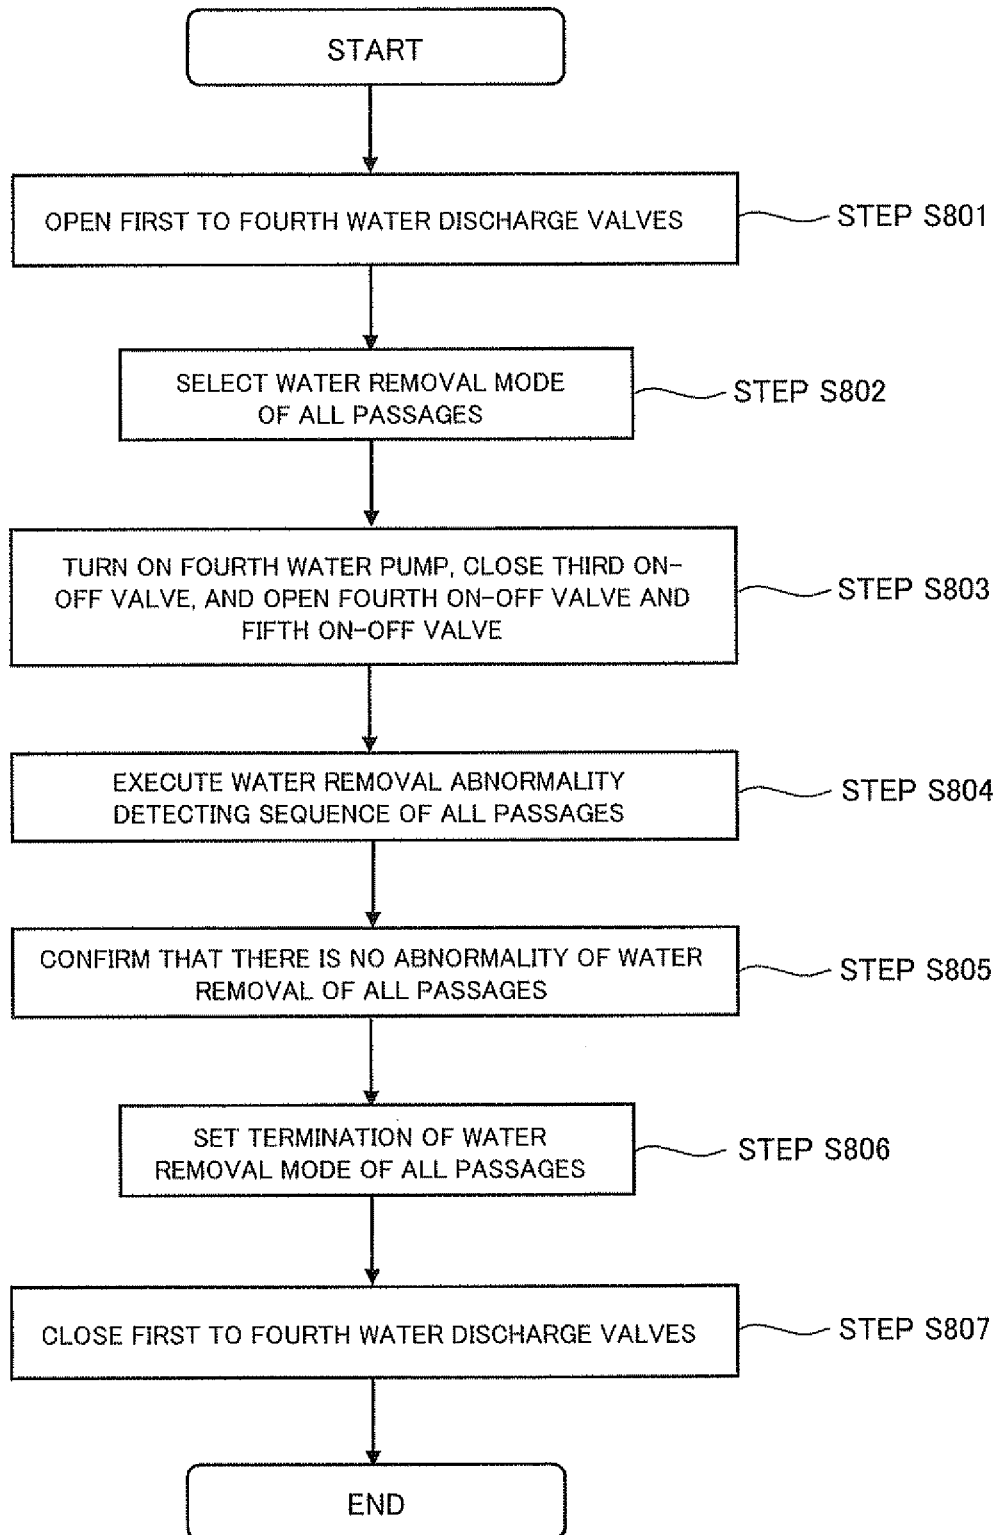 START
OPEN FIRST TO FOURTH WATER DISCHARGE VALVES
STEP S801
SELECT WATER REMOVAL MODE
OF ALL PASSAGES
STEP S802
TURN ON FOURTH WATER PUMP, CLOSE THIRD ON-
OFF VALVE, AND OPEN FOURTH ON-OFF VALVE AND
FIFTH ON-OFF VALVE
STEP S803
EXECUTE WATER REMOVAL ABNORMALITY
DETECTING SEQUENCE OF ALL PASSAGES
STEP S804
CONFIRM THAT THERE IS NO ABNORMALITY OF WATER
REMOVAL OF ALL PASSAGES
STEP S805
SET TERMINATION OF WATER
REMOVAL MODE OF ALL PASSAGES
STEP S806
CLOSE FIRST TO FOURTH WATER DISCHARGE VALVES
STEP S807
END